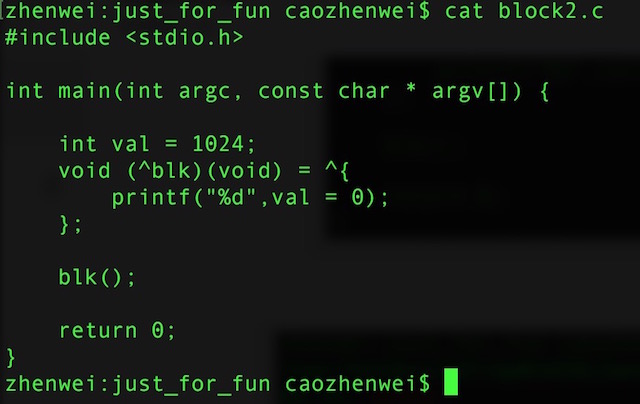 zhenwei:just_for_fun caozhenwei$ cat block2.c
#include <stdio.h>
int main(int argc, const char * argv[]) {
    int val = 1024;
    void (^blk)(void) = ^{
        printf("%d",val = 0);
    };
    blk();
    return 0;
}
zhenwei:just_for_fun caozhenwei$